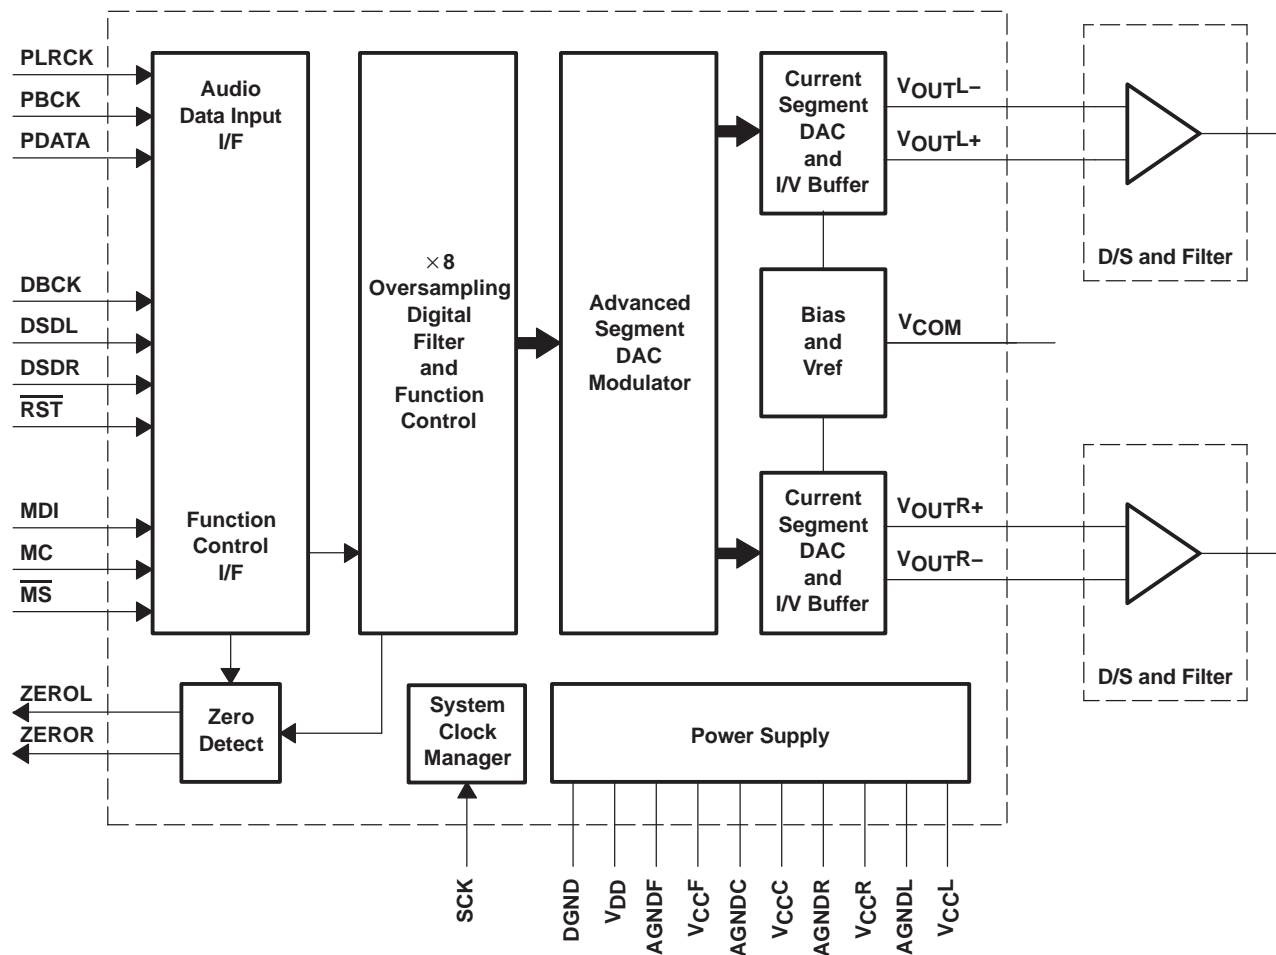 PLRCK
PBCK
PDATA
DBCK
DSDL
DSDR
RST
MDI
MC
MS
ZEROL
ZEROR
Audio
Data Input
I/F
Function
Control
I/F
×8
Oversampling
Digital
Filter
and
Function
Control
Advanced
Segment
DAC
Modulator
Current
Segment
DAC
and
I/V Buffer
Bias
and
Vref
Current
Segment
DAC
and
I/V Buffer
VOUTL−
VOUTL+
VCOM
VOUTR+
VOUTR−
D/S and Filter
D/S and Filter
Zero
Detect
System
Clock
Manager
Power Supply
SCK
DGND
VDD
AGNDF
VCCF
AGNDC
VCCC
AGNDR
VCCR
AGNDL
VCCL